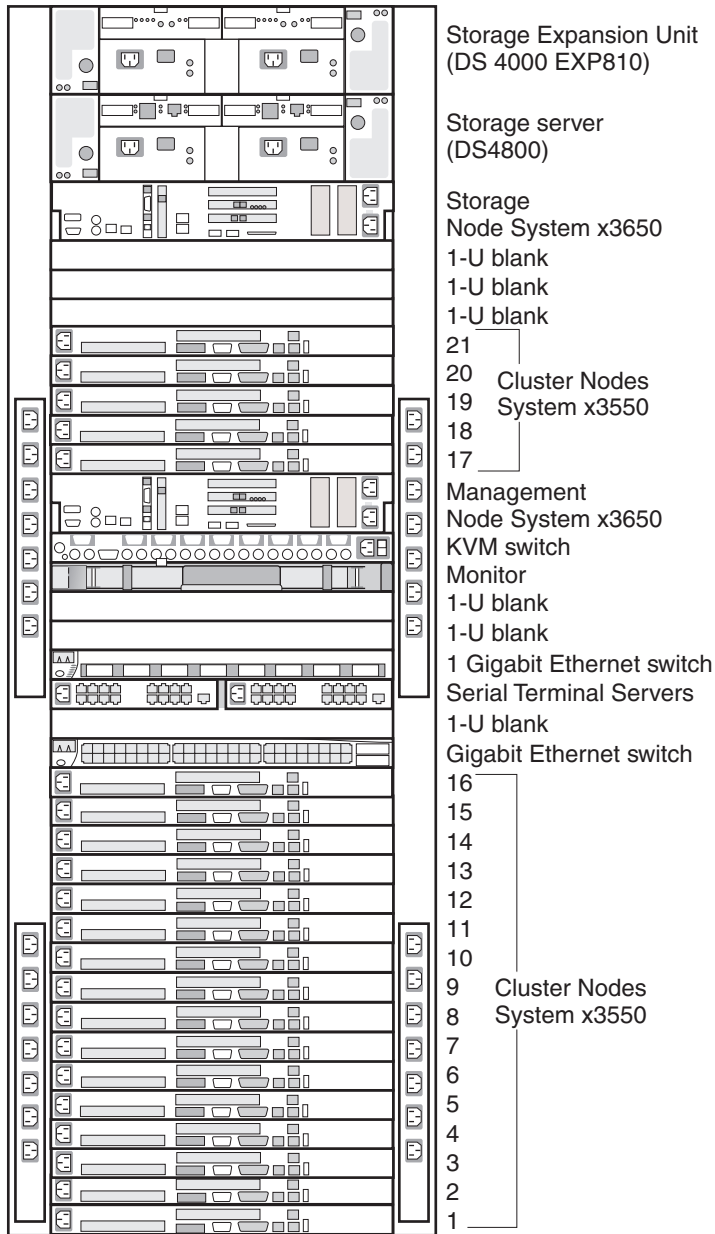 Storage Expansion Unit
(DS 4000 EXP810)
Storage server
(DS4800)
Storage
Node System x3650
1-U blank
1-U blank
1-U blank
21
20
19
18
17
Cluster Nodes
System x3550
Management
Node System x3650
KVM switch
Monitor
1-U blank
1-U blank
1 Gigabit Ethernet switch
Serial Terminal Servers
1-U blank
Gigabit Ethernet switch
16
15
14
13
12
11
10
9
8
7
6
5
4
3
2
1
Cluster Nodes
System x3550